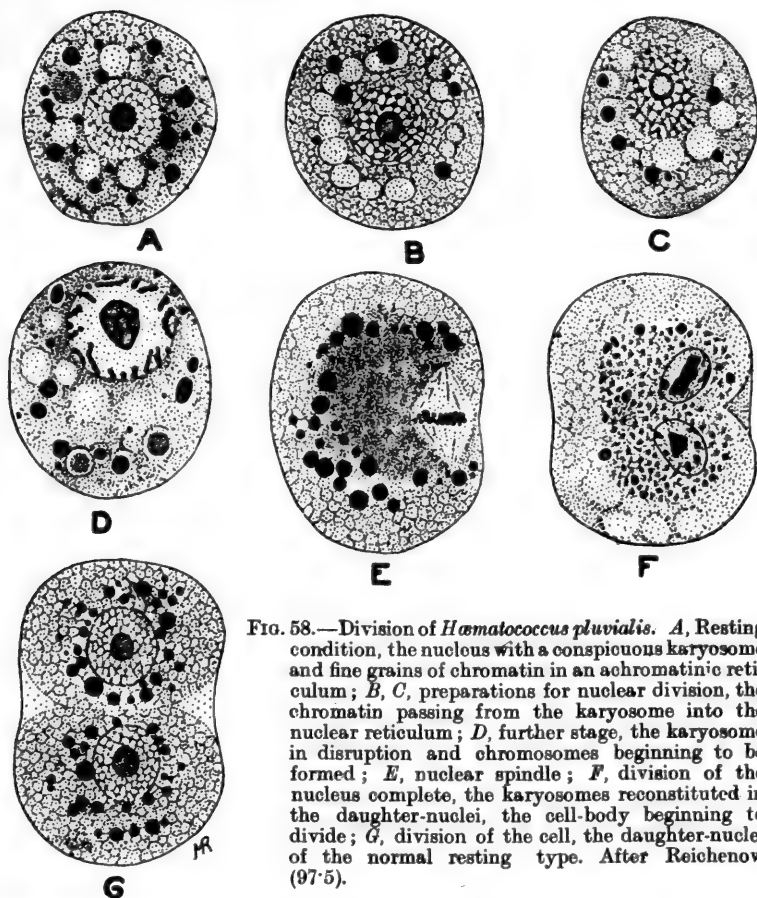 A
B
C
D
E
F
G
FIG. 58.—Division of Hæmatococcus pluvialis. A, Resting
condition, the nucleus with a conspicuous karyosome
and fine grains of chromatin in an achromatinic reti
culum; B, C, preparations for nuclear division, the
chromatin passing from the karyosome into the
nuclear reticulum; D, further stage, the karyosome
in disruption and chromosomes beginning to b
formed; E, nuclear spindle; F, division of the
nucleus complete, the karyosomes reconstituted in
the daughter-nuclei, the cell-body beginning to
divide; G, division of the cell, the daughter-nucle
of the normal resting type. After Reichenow
(97·5).